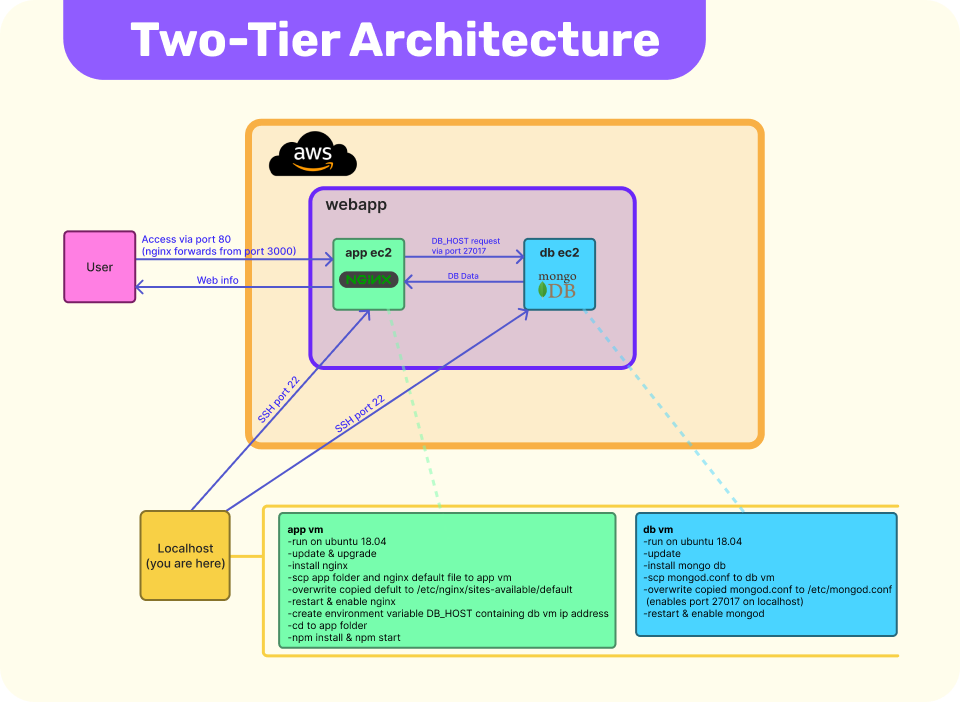 Two-Tier Architecture
aws
webapp
User
Access via port 80
(nginx forwards from port 3000)
Web info
app ec2
NGINX
DB_HOST request
via port 27017
DB Data
db ec2
mongo
DB
SSH port 22
SSH port 22
Localhost
(you are here)
app vm
-run on ubuntu 18.04
-update & upgrade
-install nginx
-scp app folder and nginx default file to app vm
-overwrite copied defult to /etc/nginx/sites-available/default
-restart & enable nginx
-create environment variable DB_HOST containing db vm ip address
-cd to app folder
-npm install & npm start
db vm
-run on ubuntu 18.04
-update
-install mongo db
-scp mongod.conf to db vm
-overwrite copied mongod.conf to /etc/mongod.conf
(enables port 27017 on localhost)
-restart & enable mongod